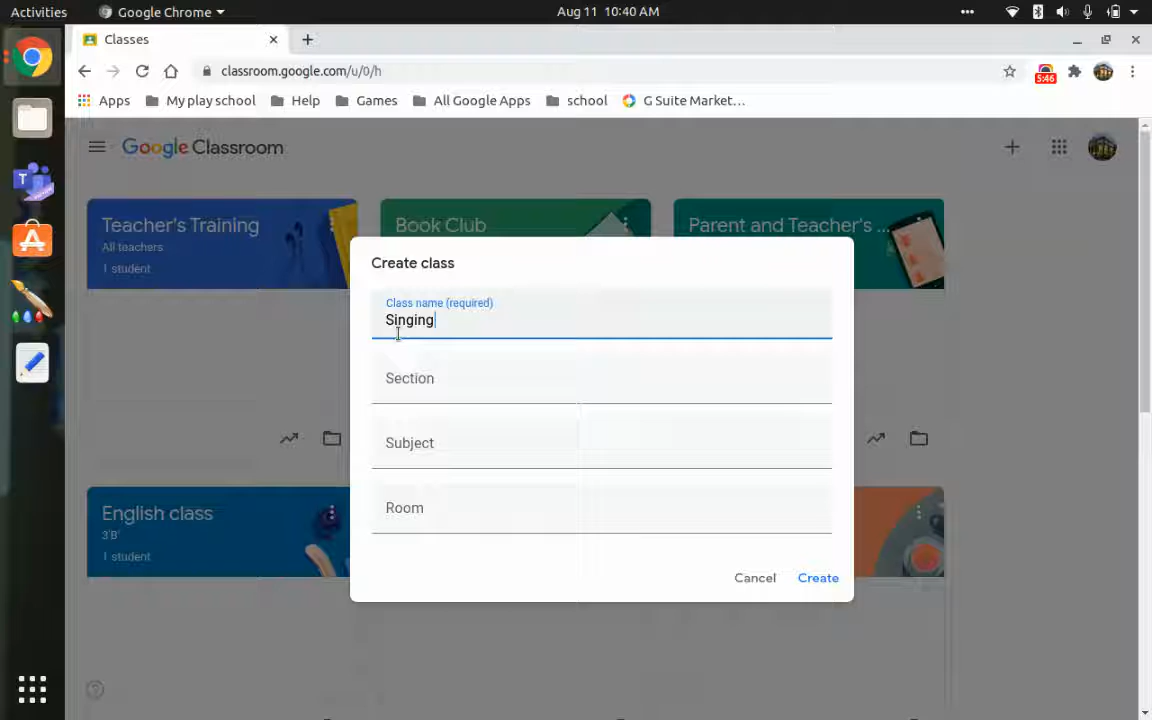 Activities
Google Chrome
Aug 11 10:40 AM
Classes
classroom.google.com/u/0/h
5:46
Apps
My play school
Help
Games
All Google Apps
school
G Suite Market...
Google Classroom
Teacher's Training
All teachers
1 student
Book Club
Parent and Teacher's ...
Create class
Class name (required)
Singing
Section
Subject
Room
Cancel
Create
English class
3'B'
1 student